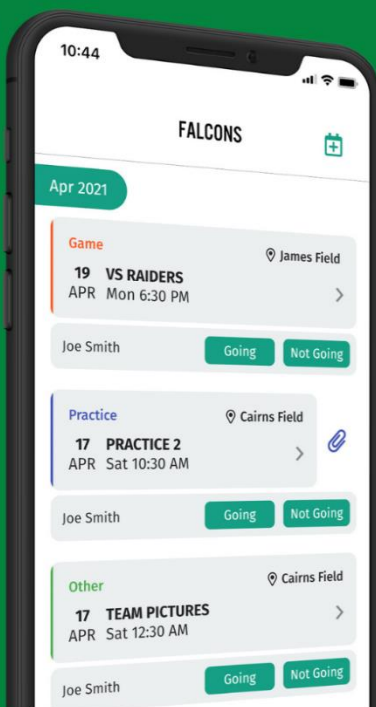 10:44
FALCONS
Apr 2021
Game
James Field
19 VS RAIDERS
APR Mon 6:30 PM
Joe Smith Going Not Going
Practice
Cairns Field
17 PRACTICE 2
APR Sat 10:30 AM
Joe Smith Going Not Going
Other
Cairns Field
17 TEAM PICTURES
APR Sat 12:30 AM
Joe Smith Going Not Going